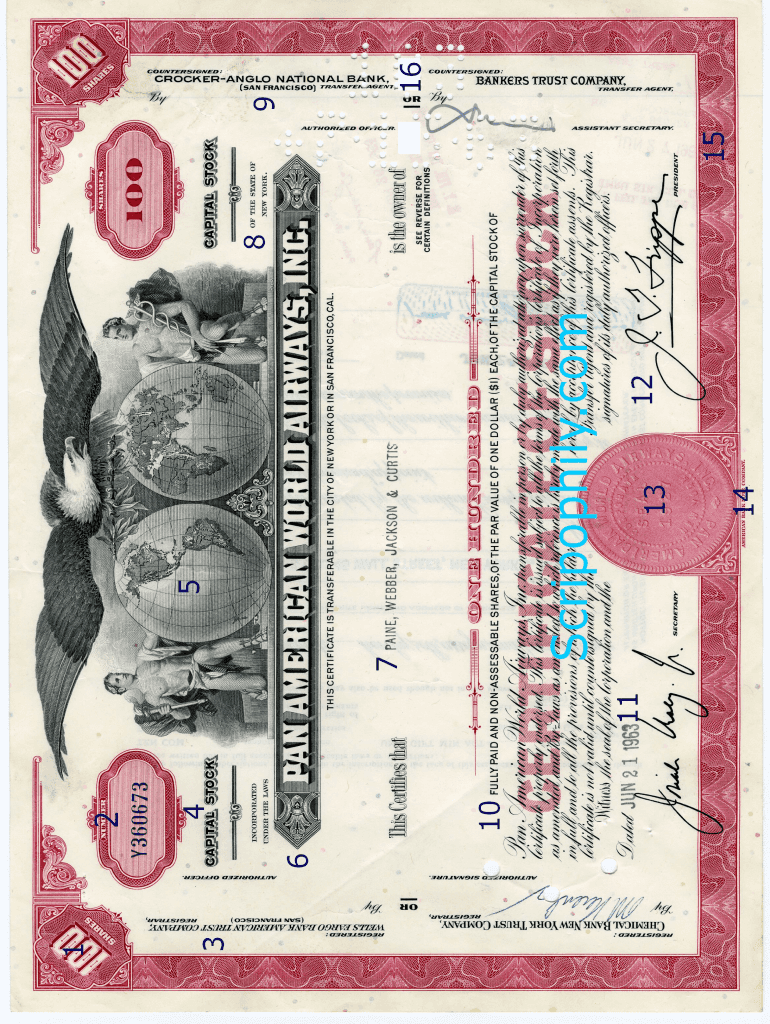 100
SHARES
1
NUMBER
2
Y360673
3
REGISTERED:
WELLS FARGO BANK AMERICAN TRUST COMPANY,
(SAN FRANCISCO) REGISTRAR,
By
AUTHORIZED OFFICER.
OR
REGISTERED:
CHEMICAL BANK NEW YORK TRUST COMPANY,
REGISTRAR,
By
AUTHORIZED SIGNATURE.
4
CAPITAL STOCK
INCORPORATED
UNDER THE LAWS
5
100
SHARES
SHARES
100
CAPITAL STOCK
8 OF THE STATE OF
NEW YORK.
9
COUNTERSIGNED:
CROCKER-ANGLO NATIONAL BANK,
(SAN FRANCISCO) TRANSFER AGENT,
By
AUTHORIZED OFFICER.
OR
16
COUNTERSIGNED:
BANKERS TRUST COMPANY,
TRANSFER AGENT.
By
ASSISTANT SECRETARY.
6
PAN AMERICAN WORLD AIRWAYS, INC.
THIS CERTIFICATE IS TRANSFERABLE IN THE CITY OF NEW YORK OR IN SAN FRANCISCO, CAL.
This Certifies that
7 PAINE, WEBBER, JACKSON & CURTIS
is the owner of
SEE REVERSE FOR
CERTAIN DEFINITIONS
ONE HUNDRED
10 FULLY PAID AND NON-ASSESSABLE SHARES, OF THE PAR VALUE OF ONE DOLLAR ($1) EACH, OF THE CAPITAL STOCK OF
CERTIFICATE OF STOCK
Scripophily.com
Witness the seal of the Corporation and the signatures of its duly authorized officers.
Dated JUN 21 1963
11
12
13
14
15
SECRETARY
J. T. Trippe
PRESIDENT
AMERICAN BANK NOTE COMPANY.